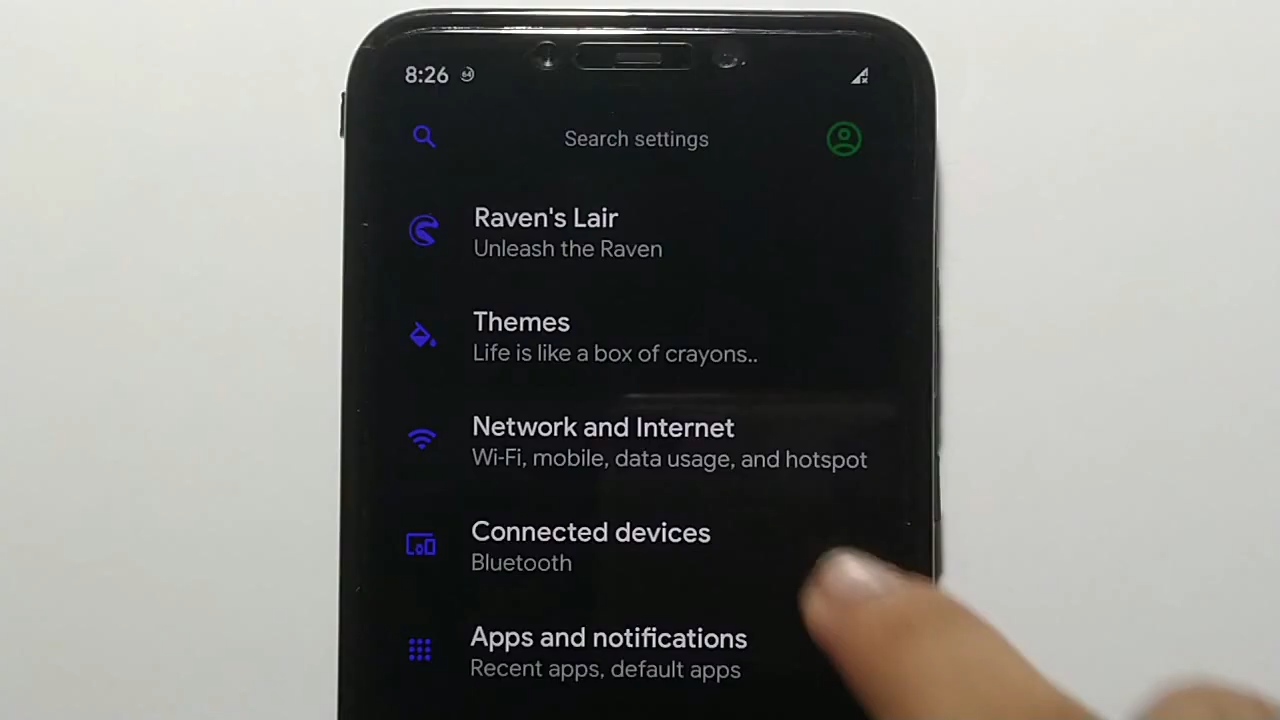 8:26 64
Search settings
Raven's Lair
Unleash the Raven
Themes
Life is like a box of crayons..
Network and Internet
Wi-Fi, mobile, data usage, and hotspot
Connected devices
Bluetooth
Apps and notifications
Recent apps, default apps